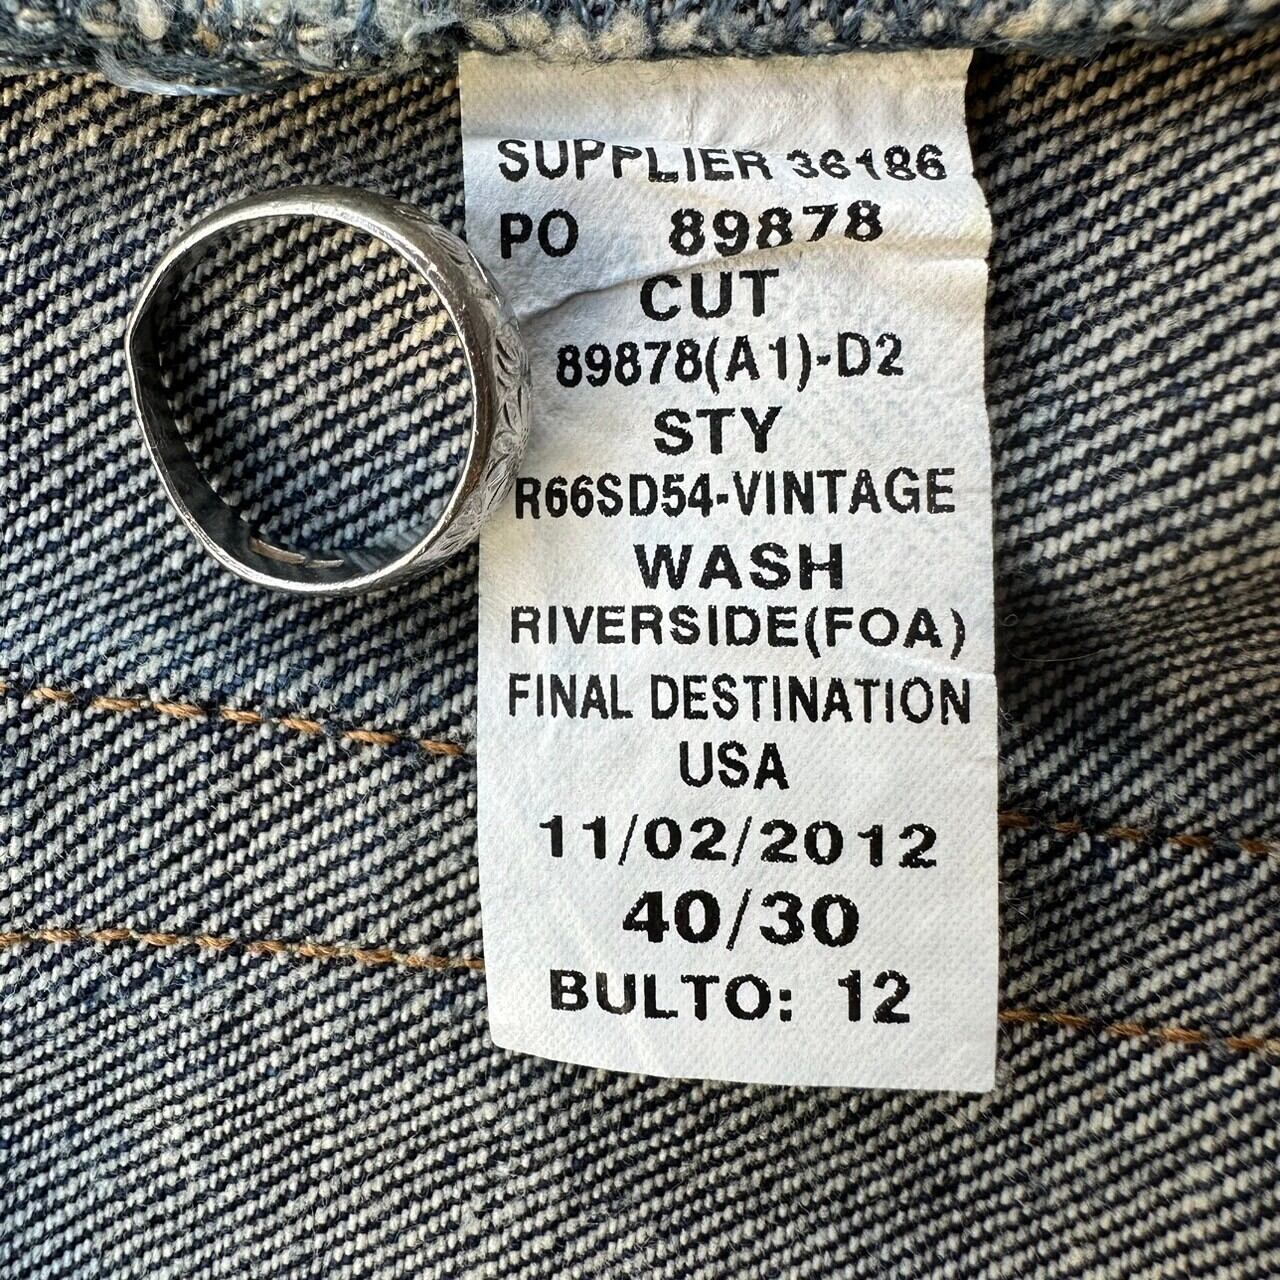 SUPPLIER 36186
PO 89878
CUT
89878(A1)-D2
STY
R66SD54-VINTAGE
WASH
RIVERSIDE(FOA)
FINAL DESTINATION
USA
11/02/2012
40/30
BULTO: 12